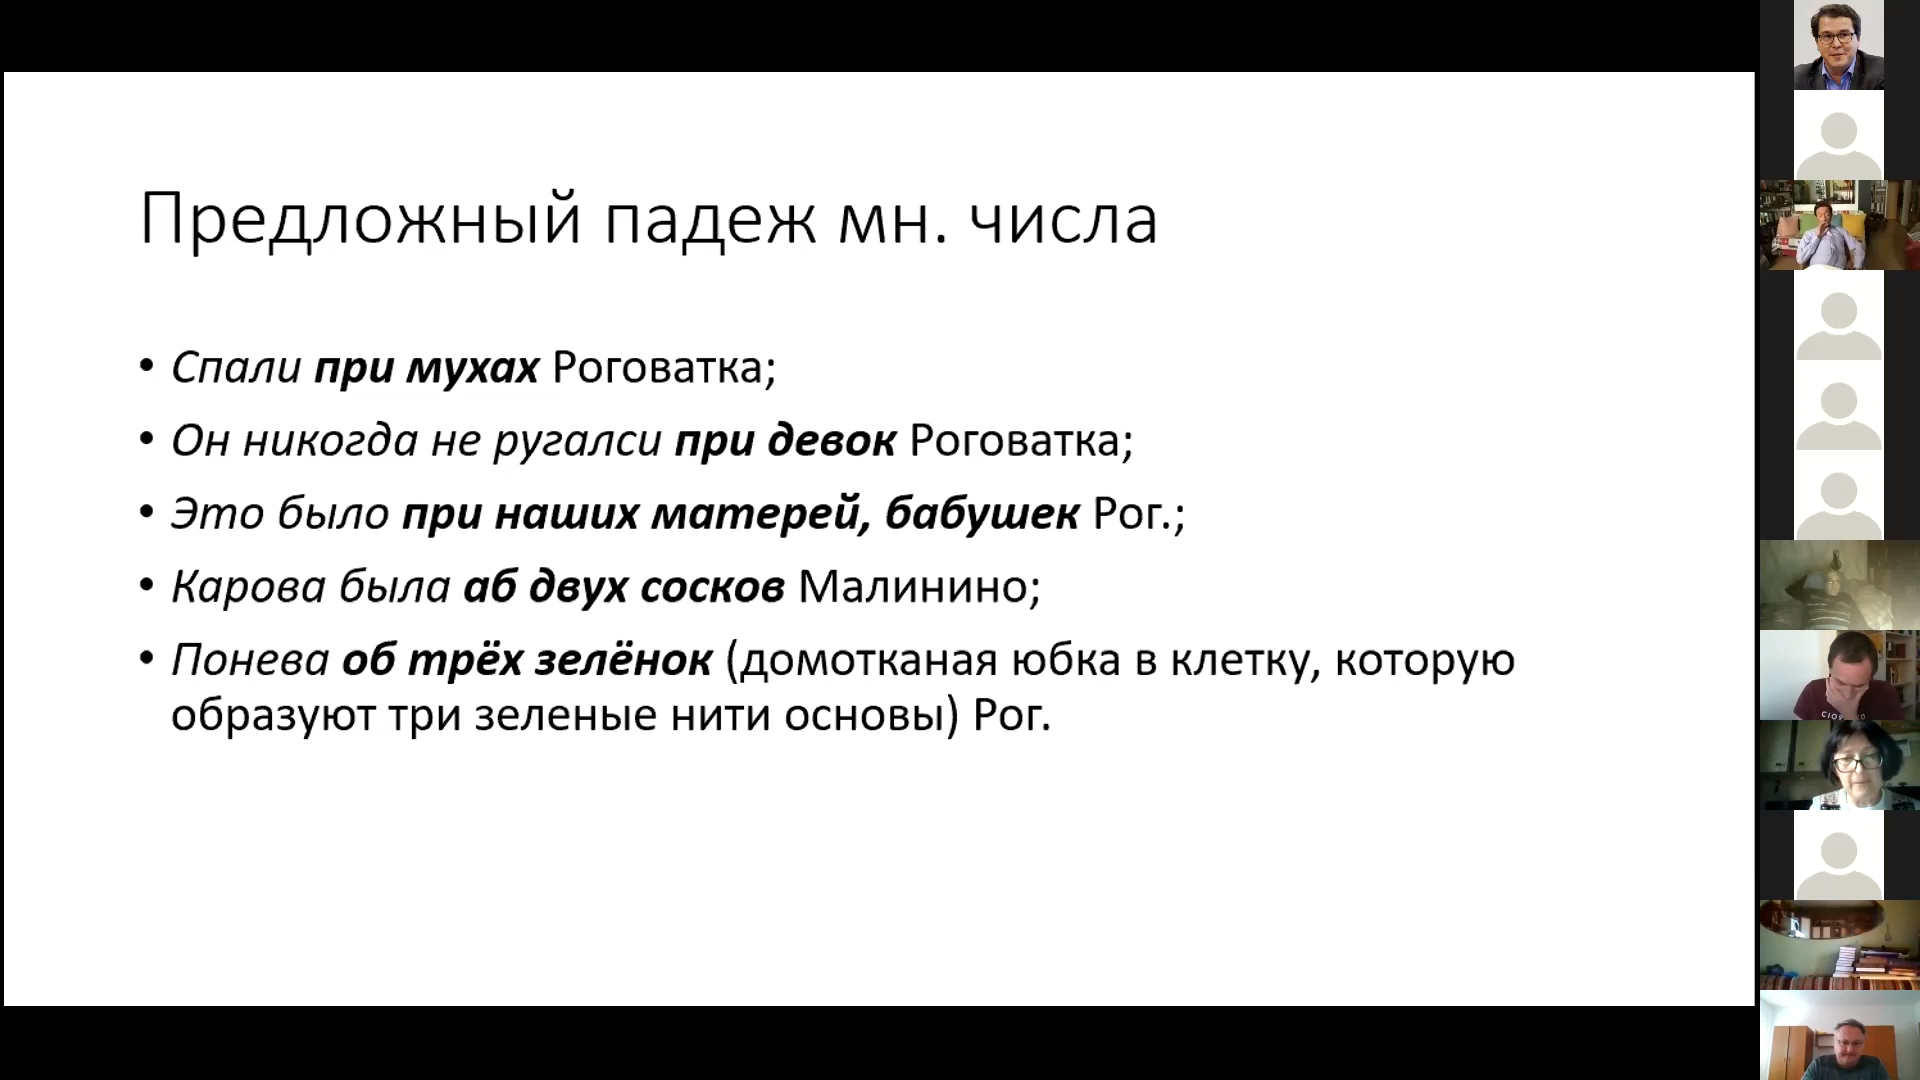 Предложный падеж мн. числа
• Спали при мухах Роговатка;
• Он никогда не ругалси при девок Роговатка;
• Это было при наших матерей, бабушек Рог.;
• Карова была аб двух сосков Малинино;
• Понева об трёх зелёнок (домотканая юбка в клетку, которую
образуют три зеленые нити основы) Рог.